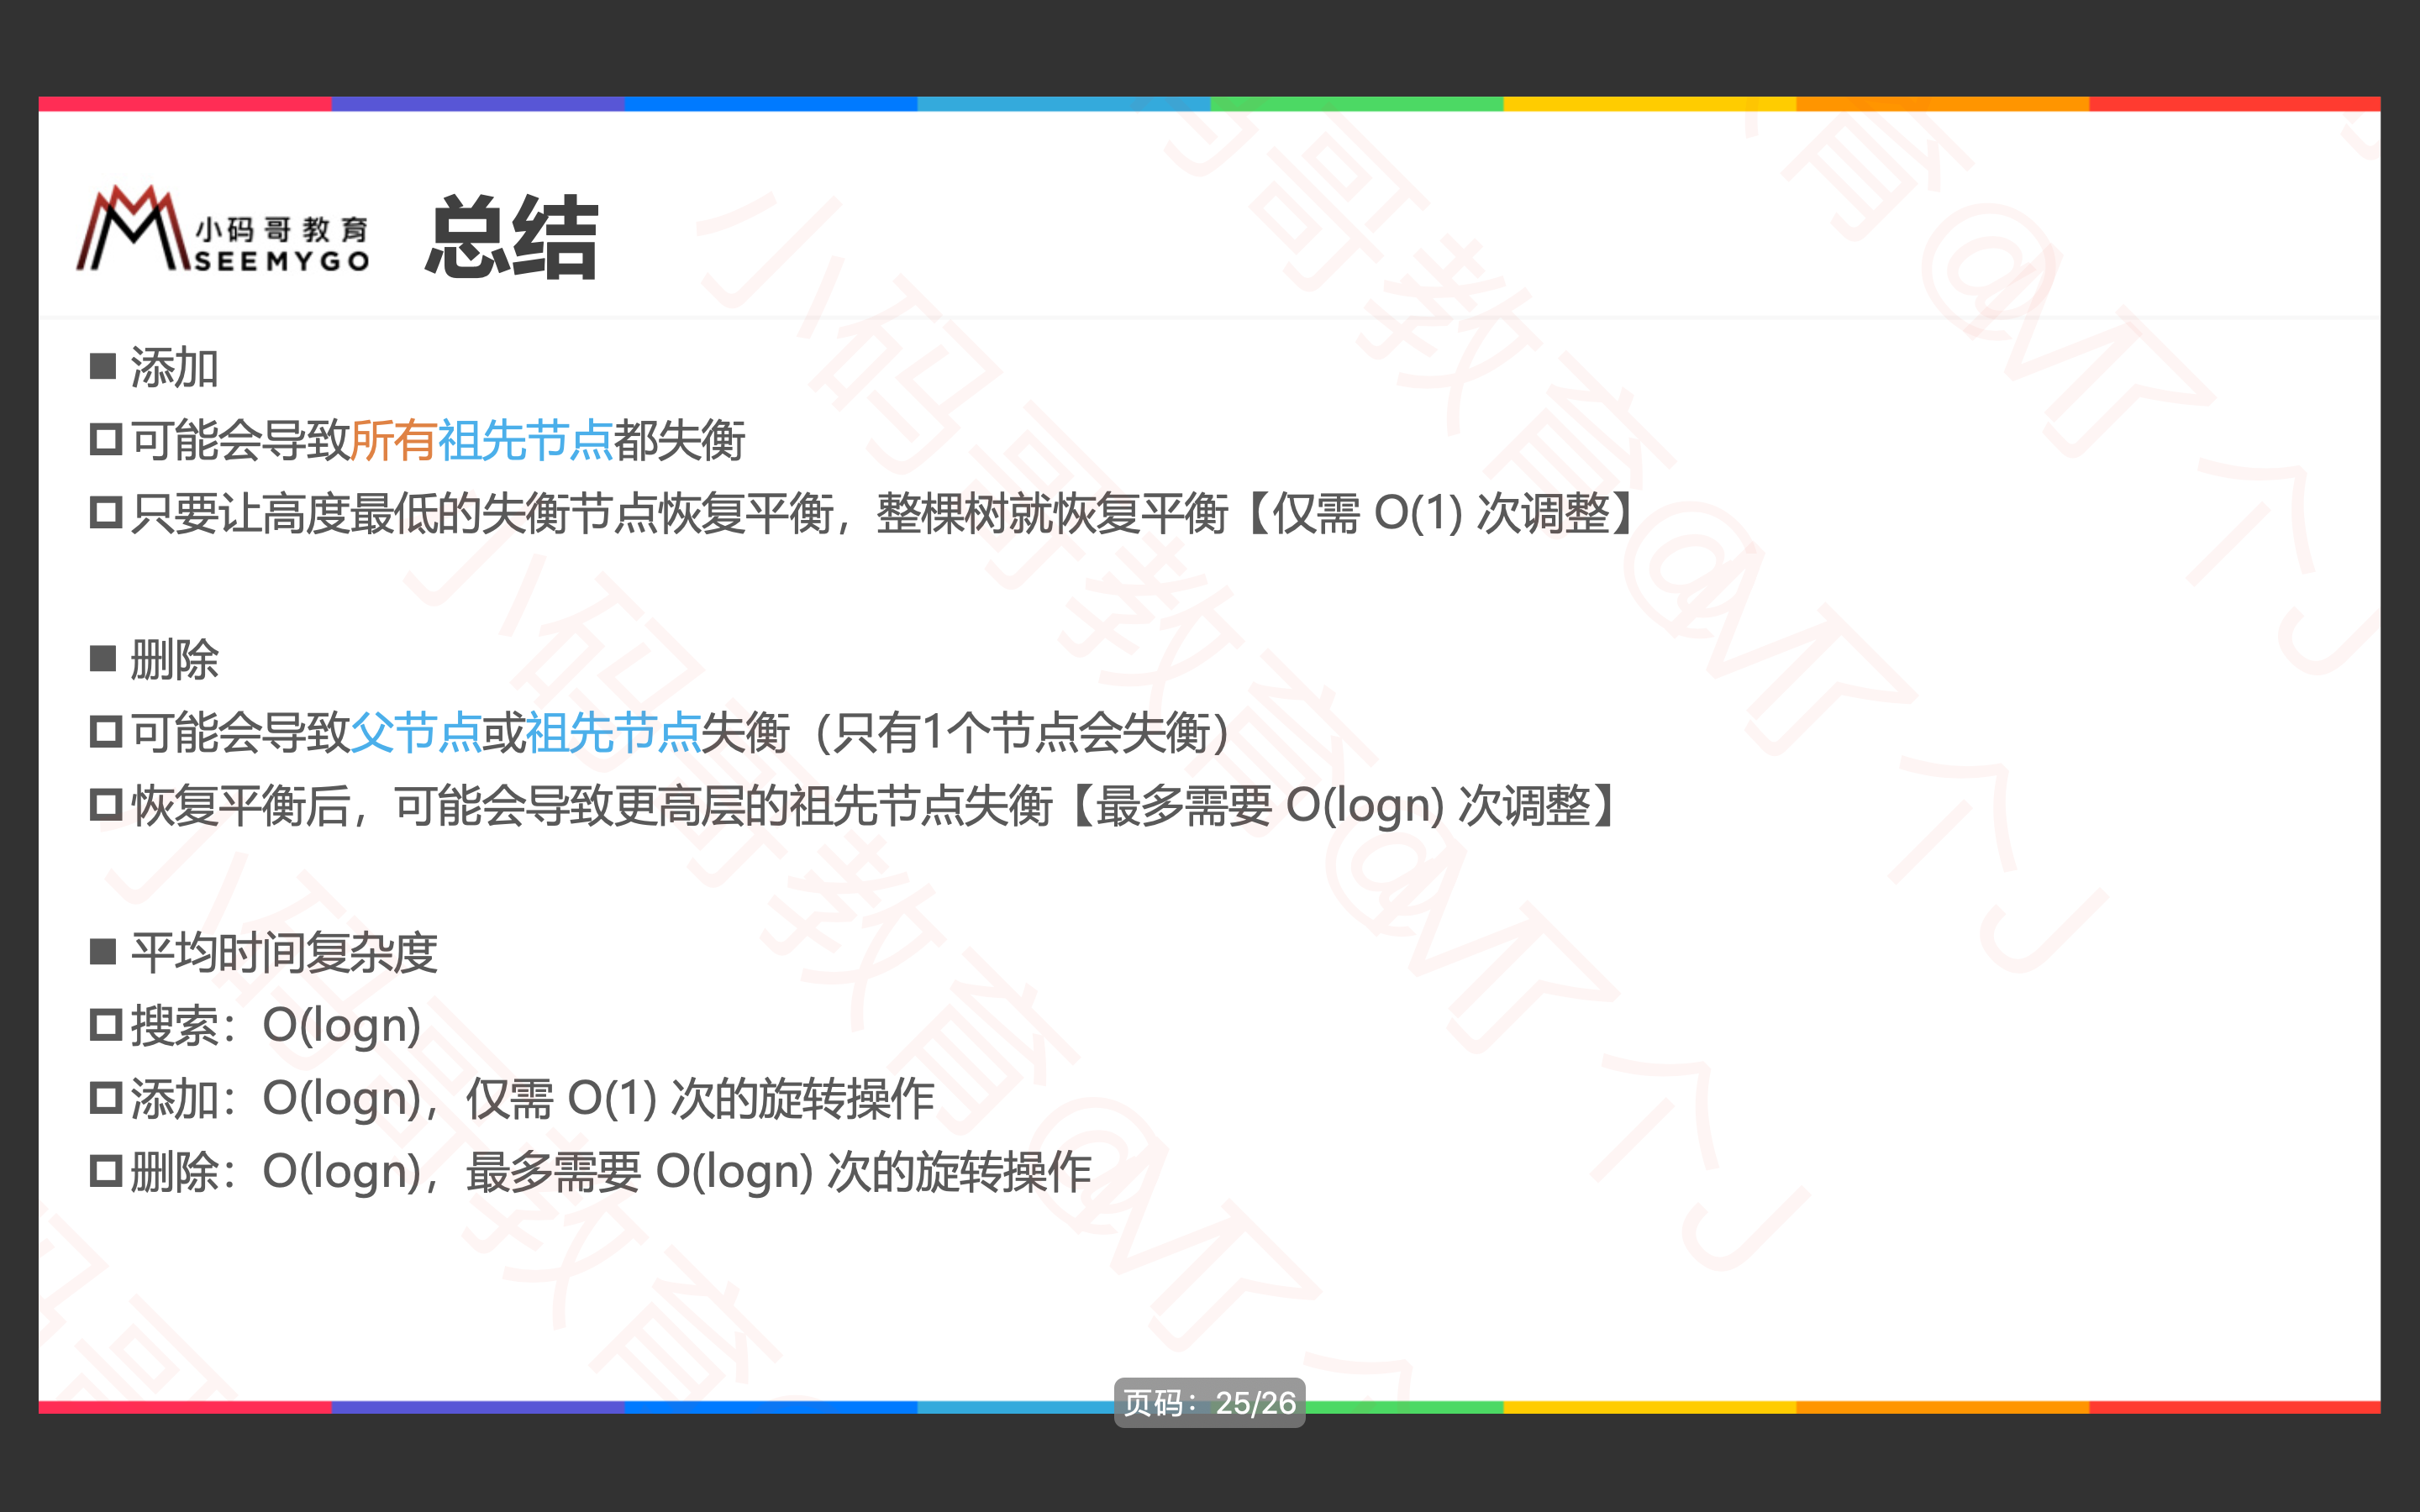 小码哥教育
SEEMYGO
总结
添加
可能会导致所有祖先节点都失衡
只要让高度最低的失衡节点恢复平衡，整棵树就恢复平衡【仅需 O(1) 次调整】
删除
可能会导致父节点或祖先节点失衡（只有1个节点会失衡）
恢复平衡后，可能会导致更高层的祖先节点失衡【最多需要 O(logn) 次调整】
平均时间复杂度
搜索：O(logn)
添加：O(logn)，仅需 O(1) 次的旋转操作
删除：O(logn)，最多需要 O(logn) 次的旋转操作
页码：25/26